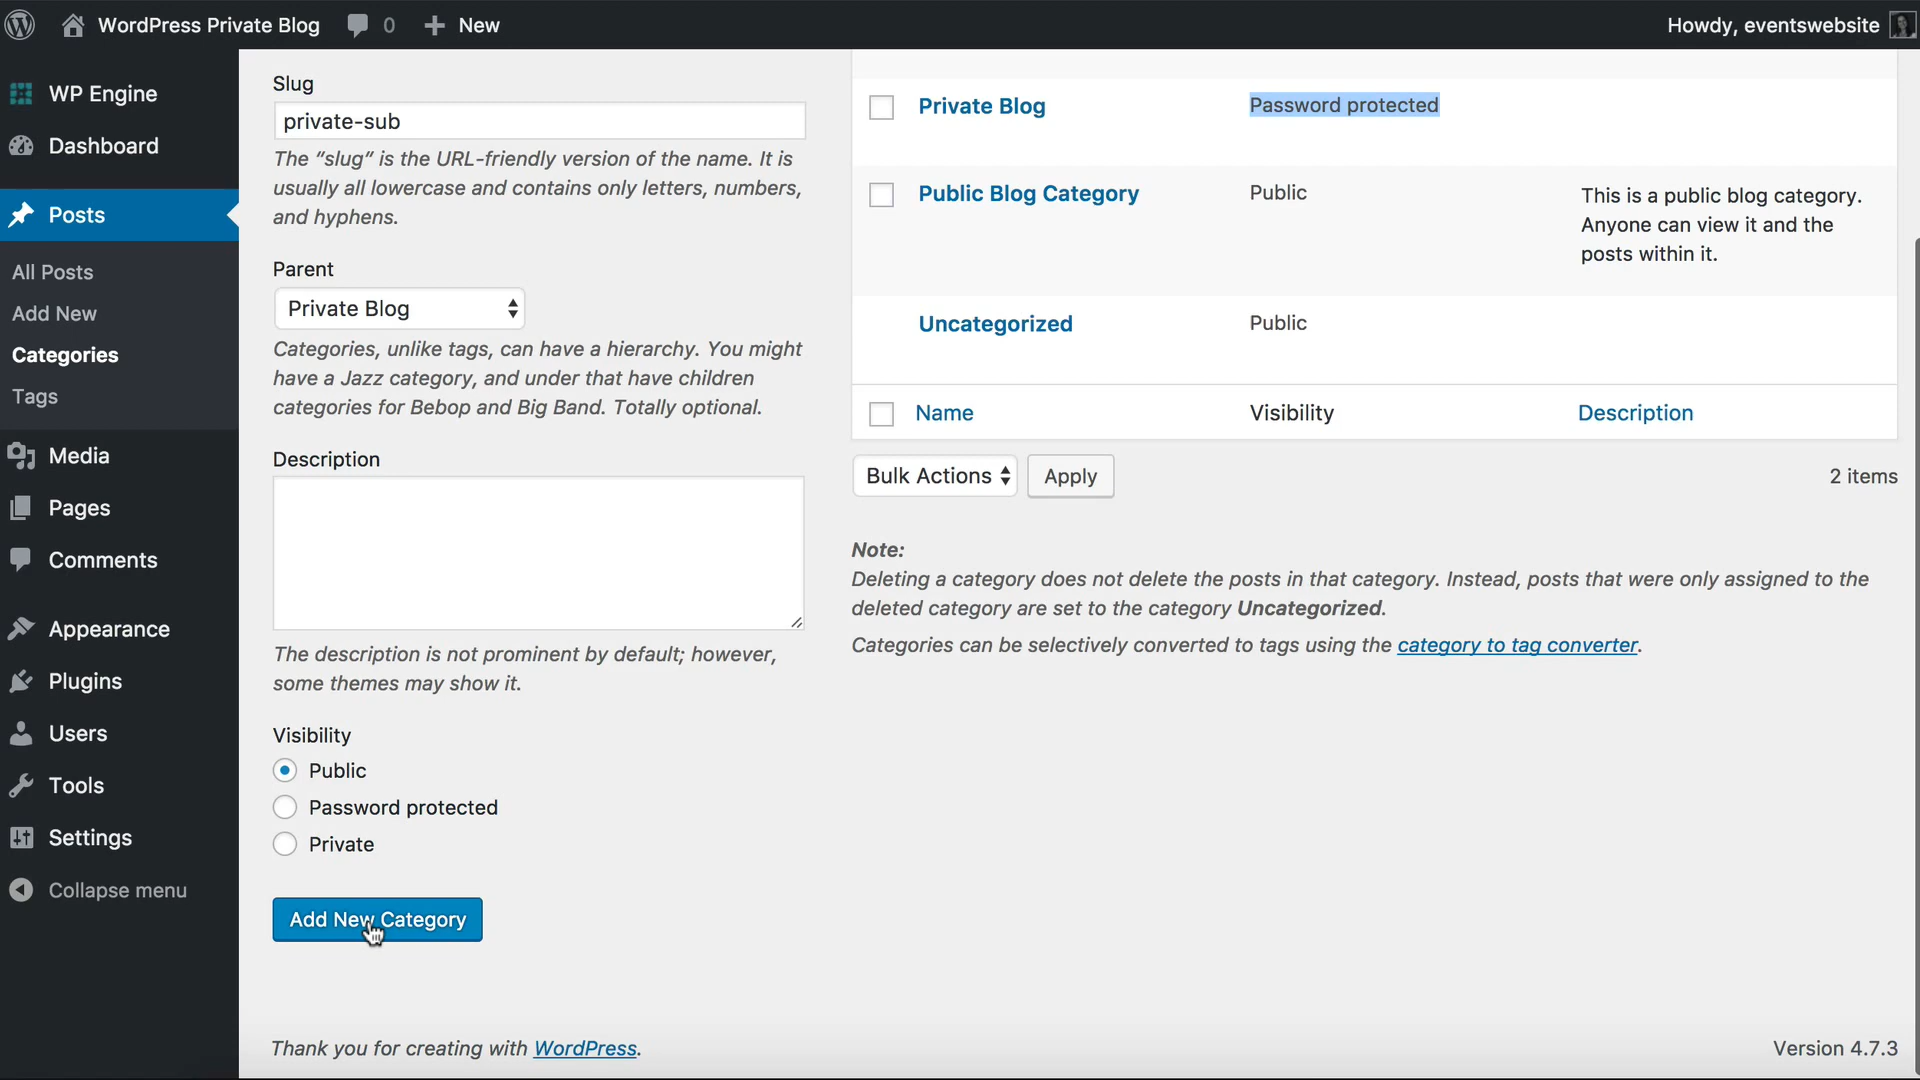 WordPress Private Blog 0 New Howdy, eventswebsite
WP Engine
Dashboard
Posts
All Posts
Add New
Categories
Tags
Media
Pages
Comments
Appearance
Plugins
Users
Tools
Settings
Collapse menu
Slug
private-sub
The “slug” is the URL-friendly version of the name. It is
usually all lowercase and contains only letters, numbers,
and hyphens.
Parent
Private Blog
Categories, unlike tags, can have a hierarchy. You might
have a Jazz category, and under that have children
categories for Bebop and Big Band. Totally optional.
Description
The description is not prominent by default; however,
some themes may show it.
Visibility
Public
Password protected
Private
Add New Category
Private Blog Password protected
Public Blog Category Public This is a public blog category.
Anyone can view it and the
posts within it.
Uncategorized Public
Name Visibility Description
Bulk Actions Apply 2 items
Note:
Deleting a category does not delete the posts in that category. Instead, posts that were only assigned to the
deleted category are set to the category Uncategorized.
Categories can be selectively converted to tags using the category to tag converter.
Thank you for creating with WordPress. Version 4.7.3